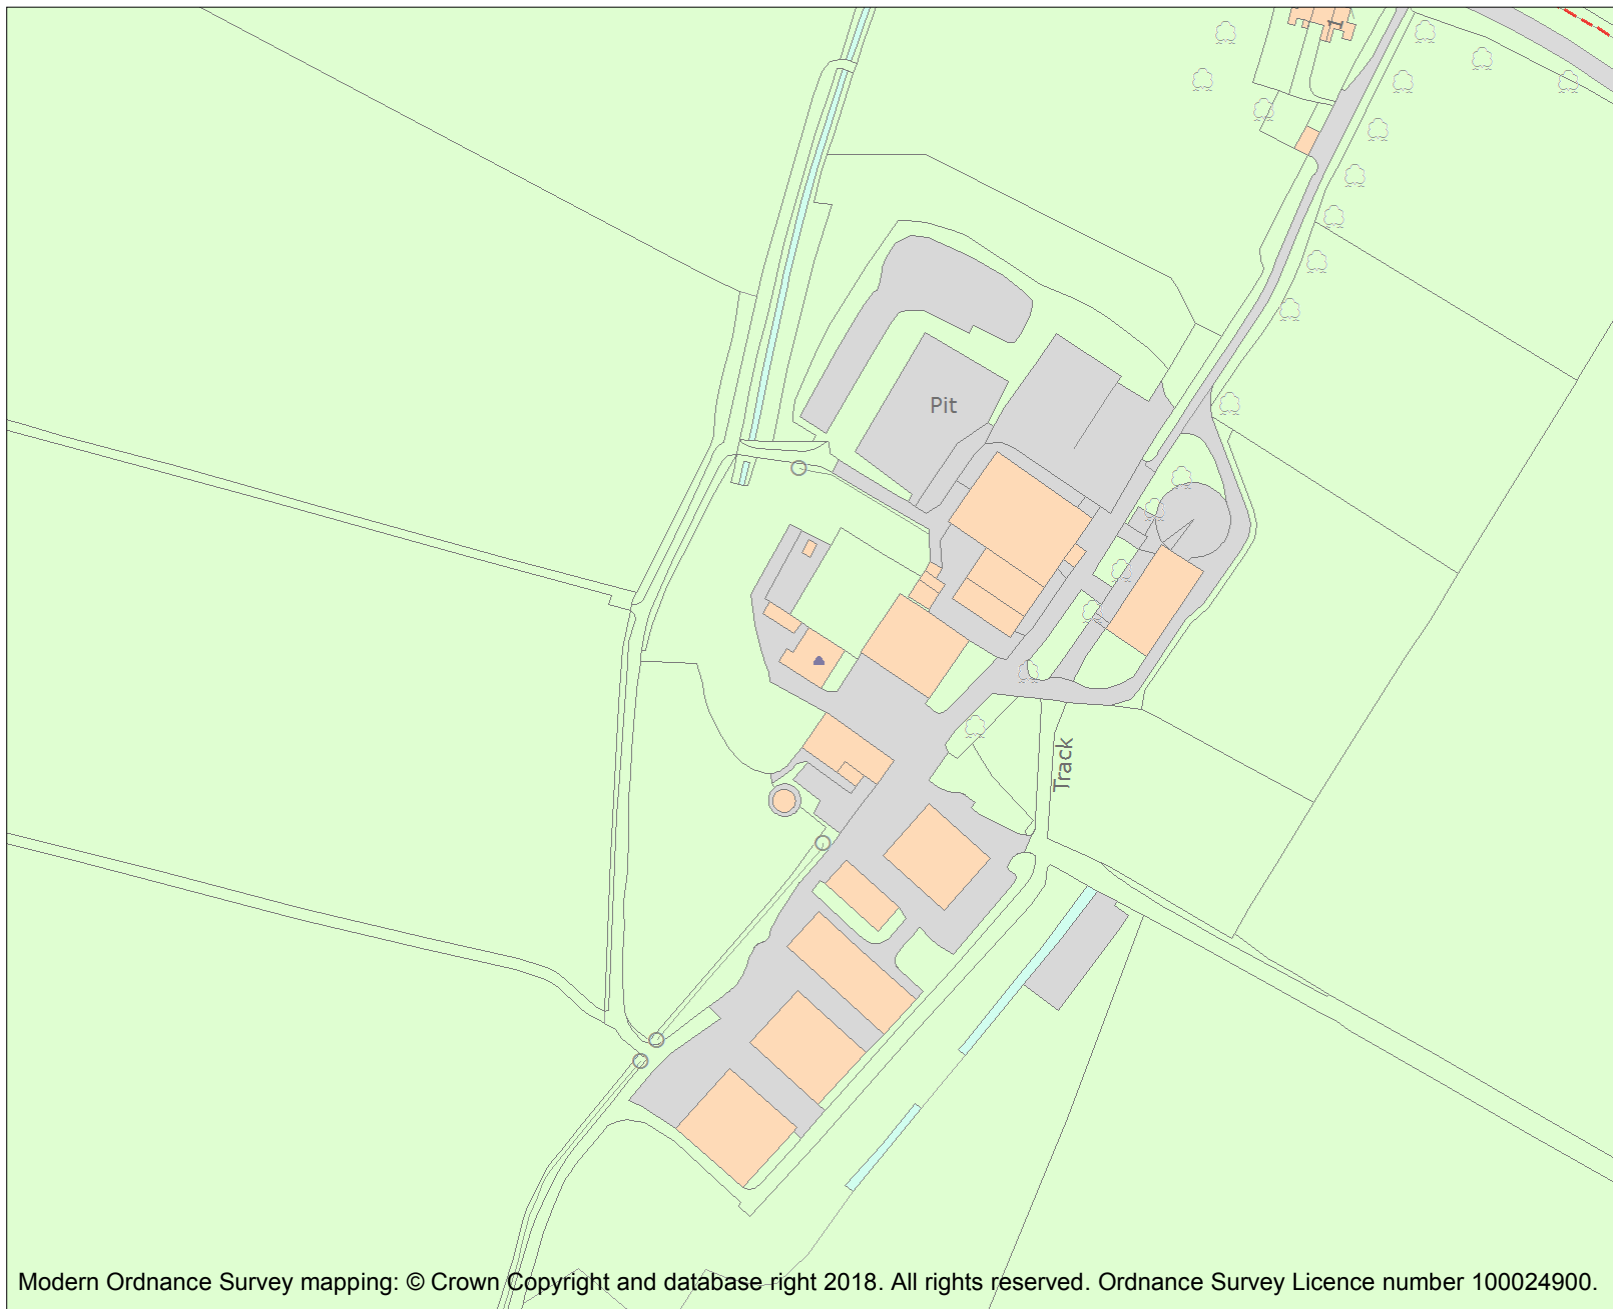 1
Pit
Track
Modern Ordnance Survey mapping: © Crown Copyright and database right 2018. All rights reserved. Ordnance Survey Licence number 100024900.